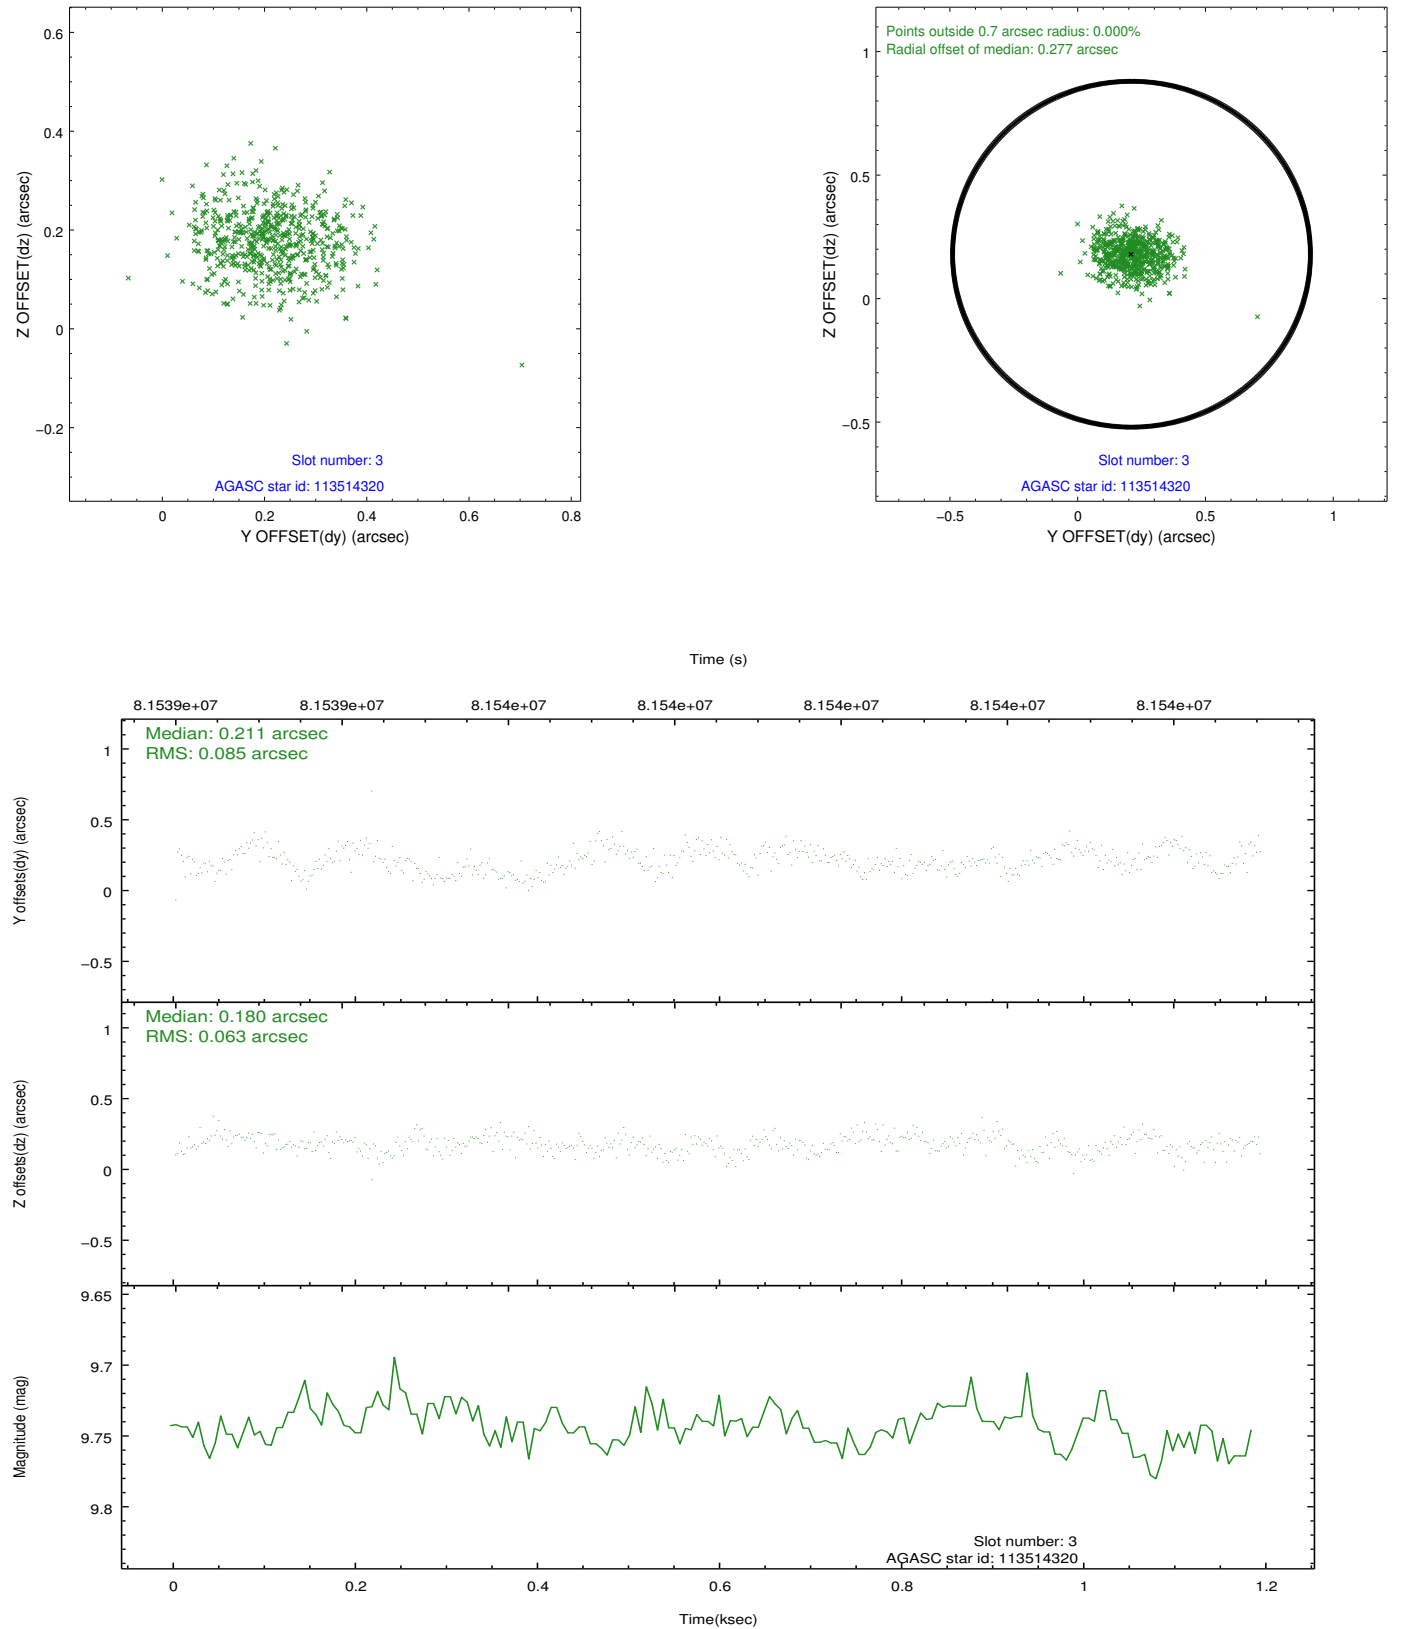 0.6
0.4
0.2
0
−0.2
Z OFFSET(dz) (arcsec)
Slot number: 3
AGASC star id: 113514320
0
0.2
0.4
0.6
0.8
Y OFFSET(dy) (arcsec)
Points outside 0.7 arcsec radius: 0.000%
Radial offset of median: 0.277 arcsec
1
0.5
0
−0.5
Z OFFSET(dz) (arcsec)
Slot number: 3
AGASC star id: 113514320
−0.5
0
0.5
1
Y OFFSET(dy) (arcsec)
Time (s)
8.1539e+07
8.1539e+07
8.154e+07
8.154e+07
8.154e+07
8.154e+07
8.154e+07
Median: 0.211 arcsec
RMS: 0.085 arcsec
1
0.5
0
−0.5
Y offsets(dy) (arcsec)
Median: 0.180 arcsec
RMS: 0.063 arcsec
1
0.5
0
−0.5
Z offsets(dz) (arcsec)
9.65
9.7
9.75
9.8
Magnitude (mag)
Slot number: 3
AGASC star id: 113514320
0
0.2
0.4
0.6
0.8
1
1.2
Time(ksec)